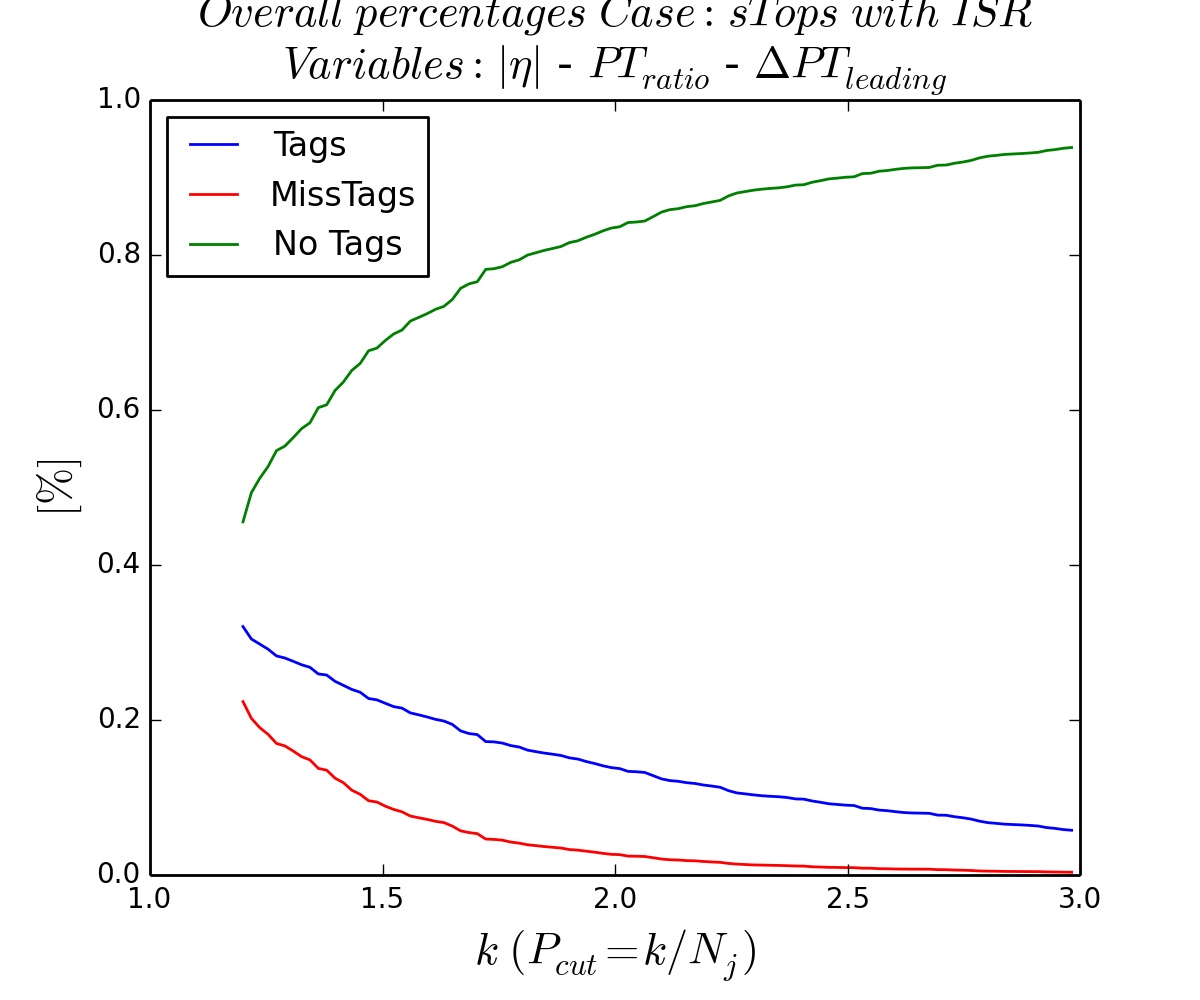 Overall percentages Case: sTops with ISR
Variables: |η| - PT_ratio - ΔPT_leading
1.0
Tags
MissTags
No Tags
0.8
0.6
[%]
0.4
0.2
0.0
1.0 1.5 2.0 2.5 3.0
k (P_cut = k/N_j)